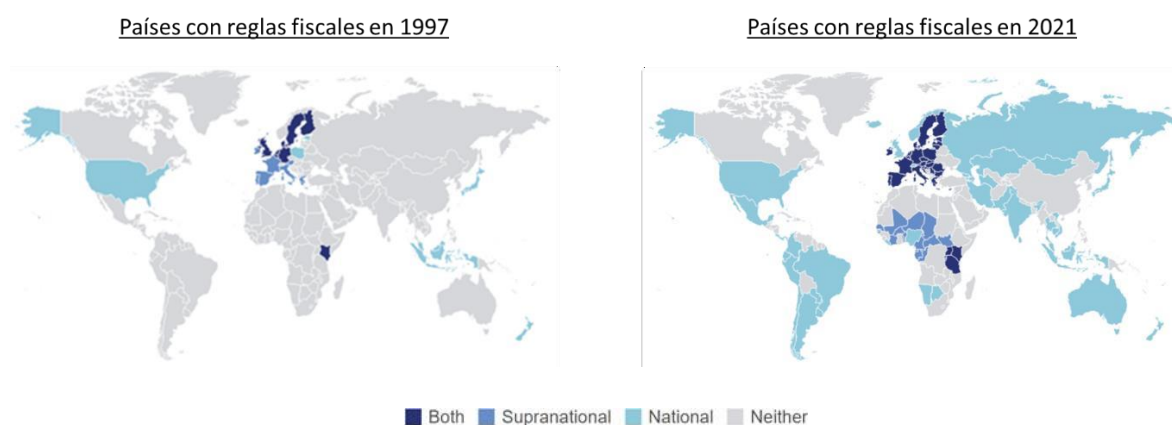 Países con reglas fiscales en 1997
Países con reglas fiscales en 2021
Both Supranational National Neither